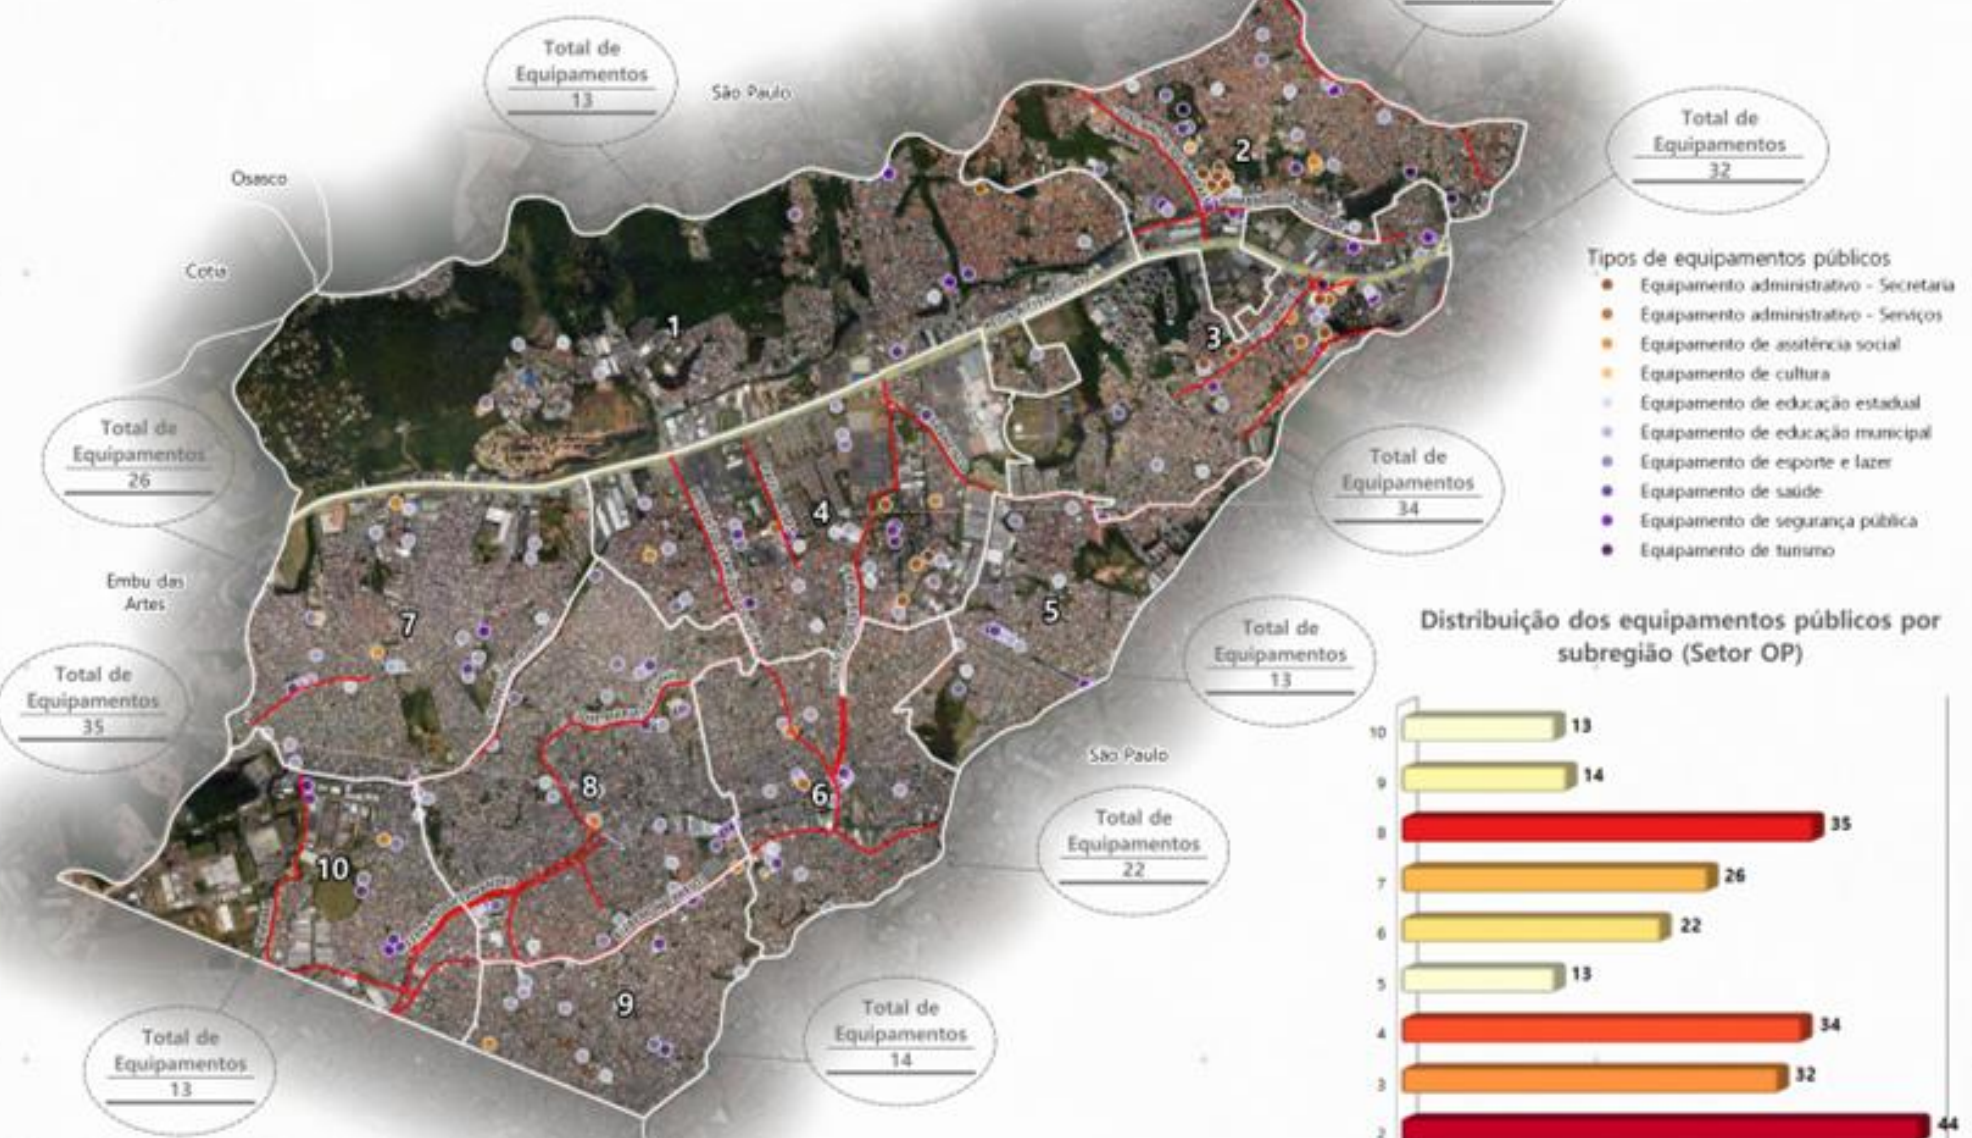 Total de
Equipamentos
13
São Paulo
Osasco
Cotia
Total de
Equipamentos
32
Tipos de equipamentos públicos
Equipamento administrativo - Secretaria
Equipamento administrativo - Serviços
Equipamento de assitência social
Equipamento de cultura
Equipamento de educação estadual
Equipamento de educação municipal
Equipamento de esporte e lazer
Equipamento de saúde
Equipamento de segurança pública
Equipamento de turismo
2
1
3
Total de
Equipamentos
26
Total de
Equipamentos
34
4
Embu das
Artes
7
5
Total de
Equipamentos
13
Total de
Equipamentos
35
São Paulo
8
6
10
Total de
Equipamentos
22
9
Total de
Equipamentos
14
Total de
Equipamentos
13
Distribuição dos equipamentos públicos por
subregião (Setor OP)
10 13
9 14
8 35
7 26
6 22
5 13
4 34
3 32
2 44